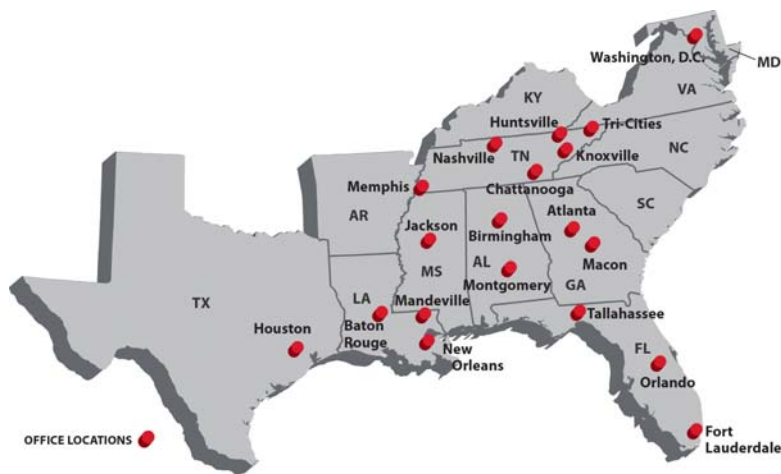 Washington, D.C.
MD
VA
KY
Huntsville
Tri-Cities
Nashville
TN
Knoxville
NC
Memphis
Chattanooga
AR
SC
Jackson
Atlanta
Birmingham
MS
AL
Macon
Montgomery
GA
TX
LA
Mandeville
Tallahassee
Houston
Baton
Rouge
New
Orleans
FL
Orlando
OFFICE LOCATIONS
Fort
Lauderdale